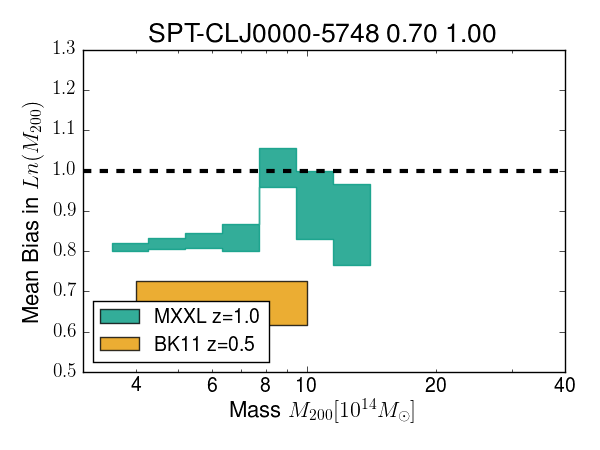 SPT-CLJ0000-5748 0.70 1.00
1.3
1.2
1.1
1.0
0.9
0.8
0.7
0.6
0.5
Mean Bias in Ln(M₂₀₀)
MXXL z=1.0
BK11 z=0.5
4 6 8 10 20 40
Mass M₂₀₀[10¹⁴M☉]